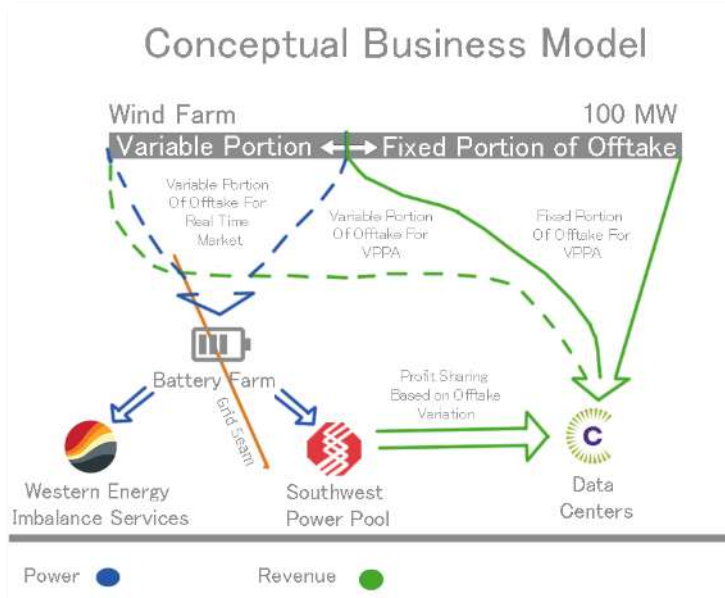 Conceptual Business Model
Wind Farm
100 MW
Variable Portion
Fixed Portion of Offtake
Variable Portion
Of Offtake For
Real Time
Market
Variable Portion
Of Offtake For
VPPA
Fixed Portion
Of Offtake For
VPPA
Battery Farm
Grid Seam
Profit Sharing
Based on Offtake
Variation
C
Western Energy
Imbalance Services
Southwest
Power Pool
Data
Centers
Power
Revenue